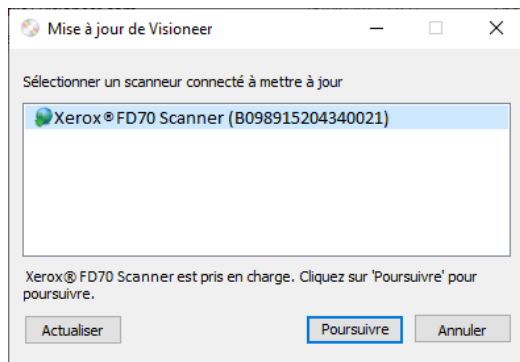 Mise à jour de Visioneer
Sélectionner un scanneur connecté à mettre à jour
Xerox®FD70 Scanner (B098915204340021)
Xerox® FD70 Scanner est pris en charge. Cliquez sur 'Poursuivre' pour
poursuivre.
Actualiser
Poursuivre
Annuler